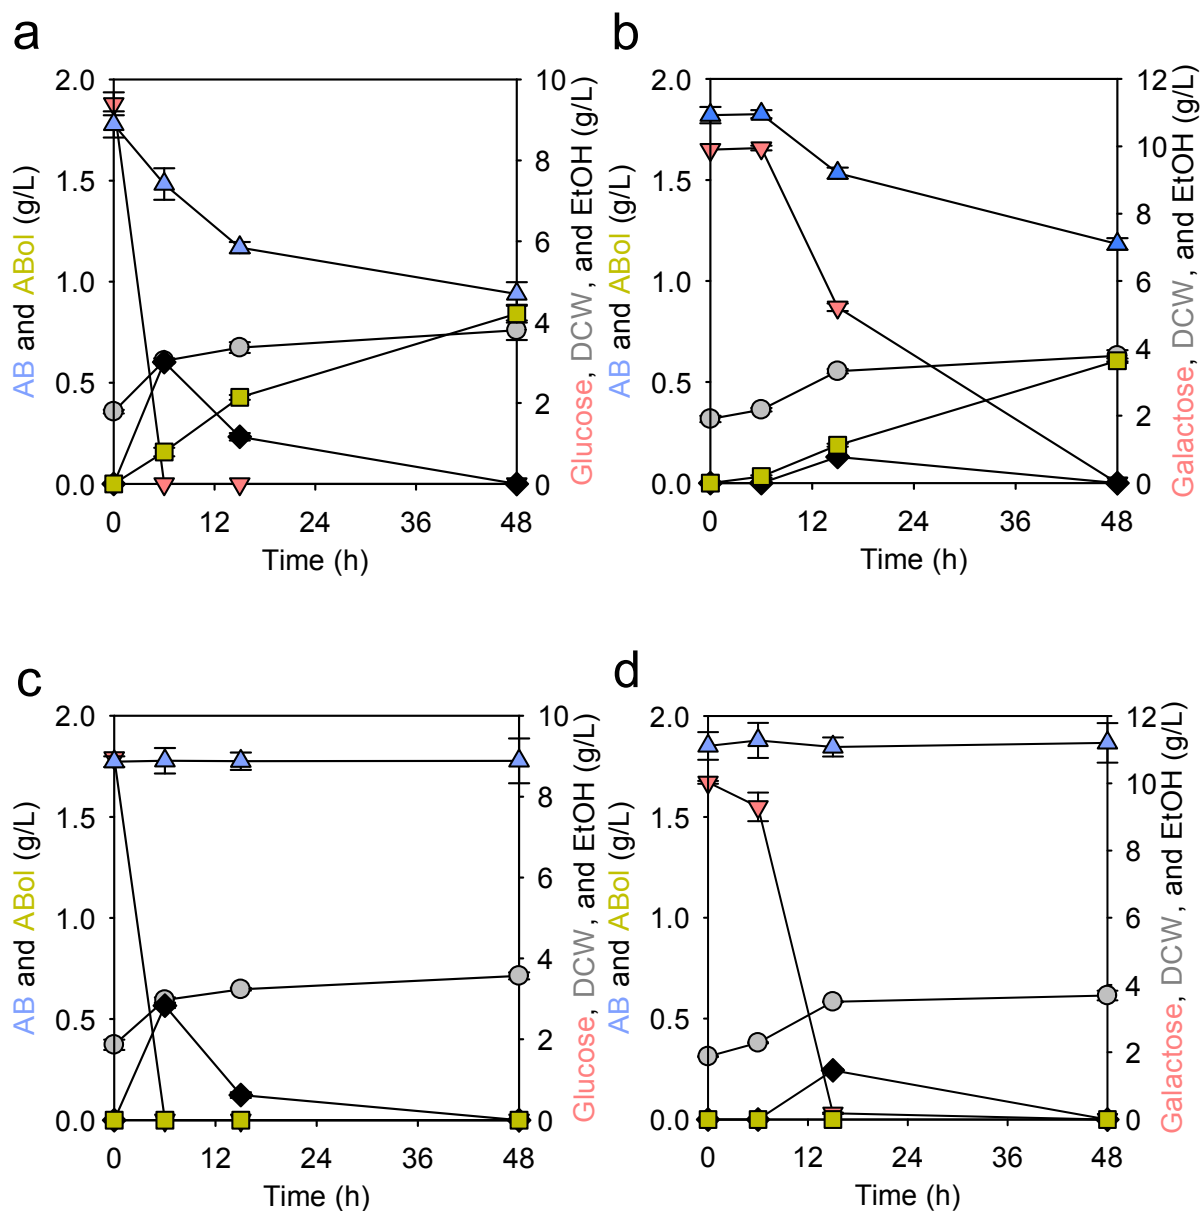 a
2.0
1.5
1.0
0.5
0.0
AB and ABol (g/L)
10
8
6
4
2
0
Glucose, DCW, and EtOH (g/L)
0 12 24 36 48
Time (h)
b
2.0
1.5
1.0
0.5
0.0
AB and ABol (g/L)
12
10
8
6
4
2
0
Galactose, DCW, and EtOH (g/L)
0 12 24 36 48
Time (h)
c
2.0
1.5
1.0
0.5
0.0
AB and ABol (g/L)
10
8
6
4
2
0
Glucose, DCW , and EtOH (g/L)
0 12 24 36 48
Time (h)
d
2.0
1.5
1.0
0.5
0.0
AB and ABol (g/L)
12
10
8
6
4
2
0
Galactose, DCW , and EtOH (g/L)
0 12 24 36 48
Time (h)